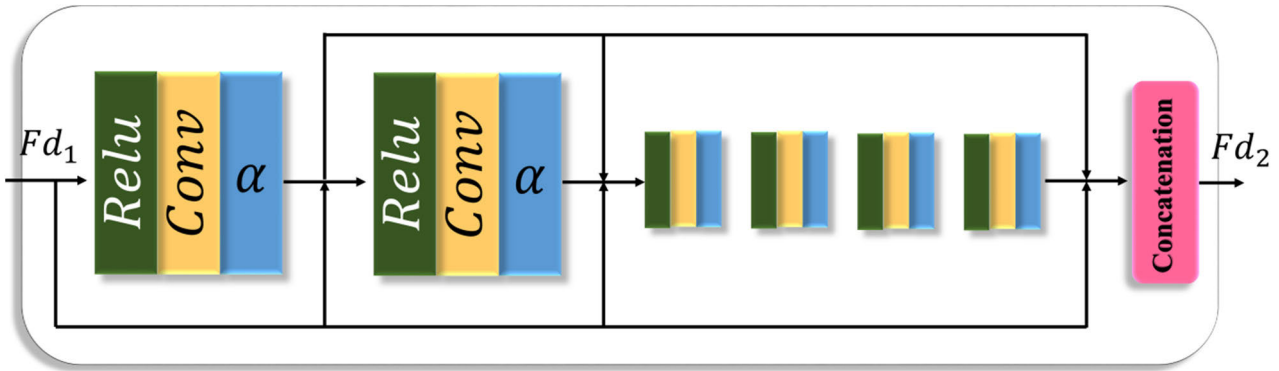 Fd₁
Relu
Conv
α
Relu
Conv
α
Concatenation
Fd₂